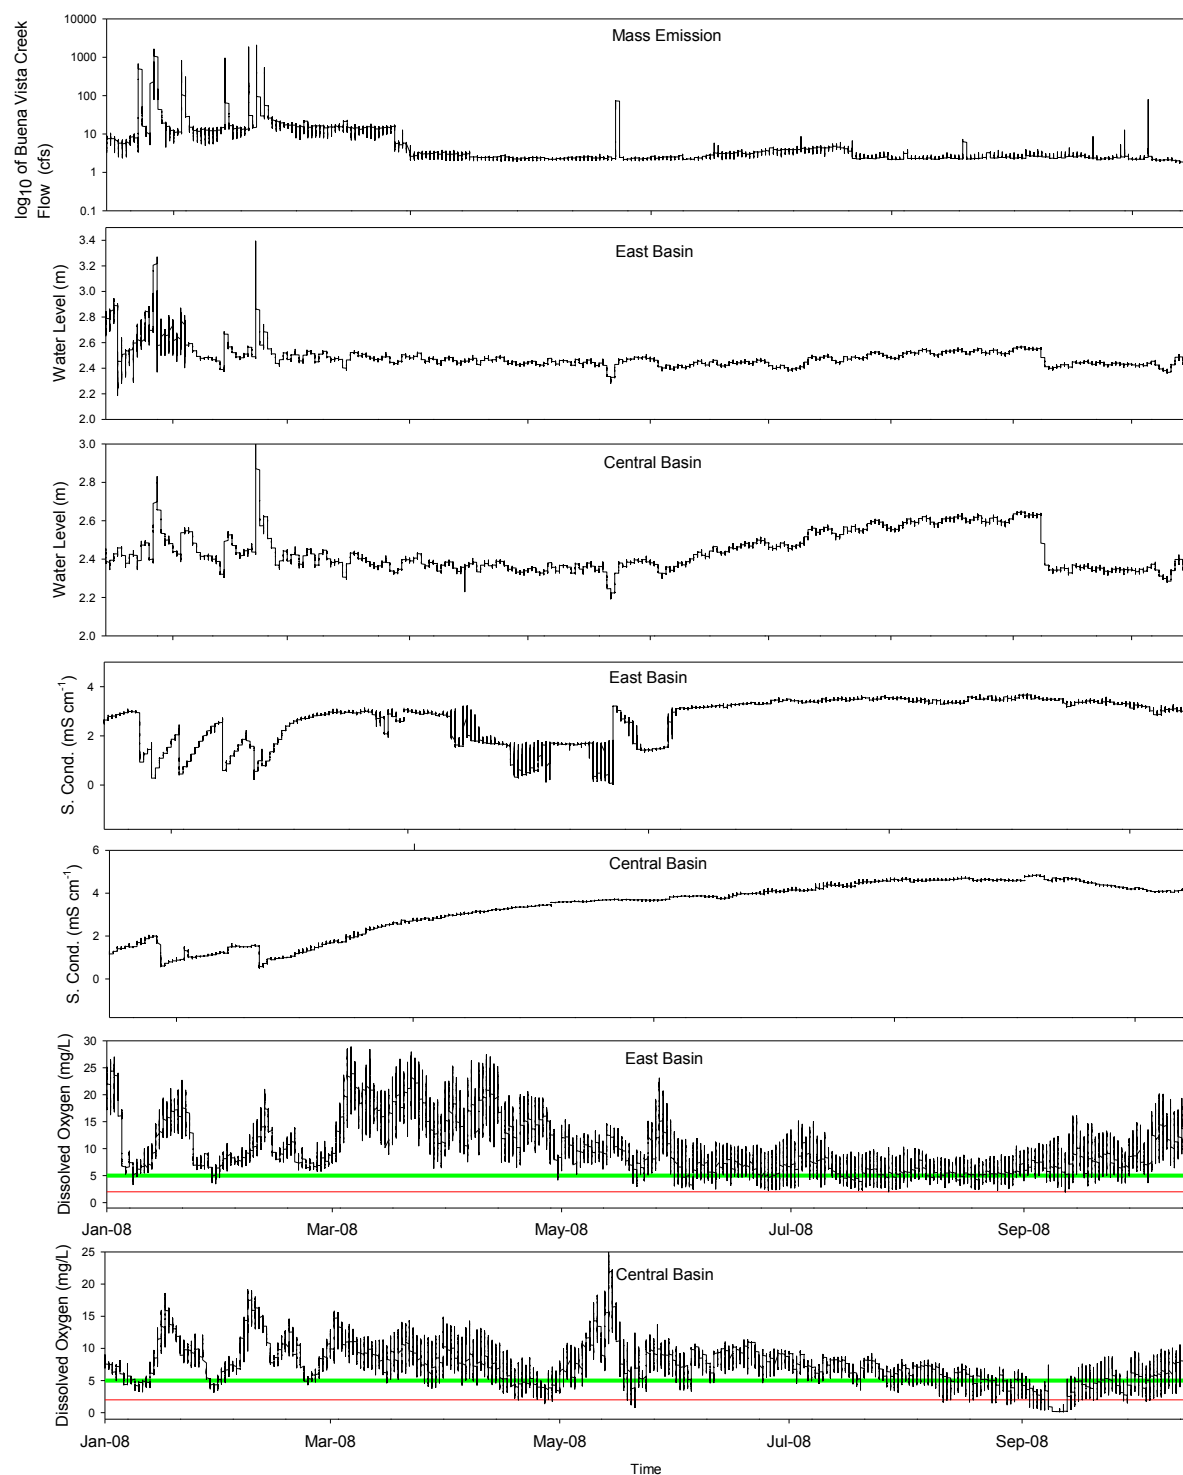 Mass Emission
log10 of Buena Vista Creek
Flow (cfs)
10000
1000
100
10
1
0.1
East Basin
Water Level (m)
3.4
3.2
3.0
2.8
2.6
2.4
2.2
2.0
Central Basin
Water Level (m)
3.0
2.8
2.6
2.4
2.2
2.0
East Basin
S. Cond. (mS cm-1)
4
2
0
Central Basin
S. Cond. (mS cm-1)
6
4
2
0
East Basin
Dissolved Oxygen (mg/L)
30
25
20
15
10
5
0
Jan-08 Mar-08 May-08 Jul-08 Sep-08
Central Basin
Dissolved Oxygen (mg/L)
25
20
15
10
5
0
Jan-08 Mar-08 May-08 Jul-08 Sep-08
Time